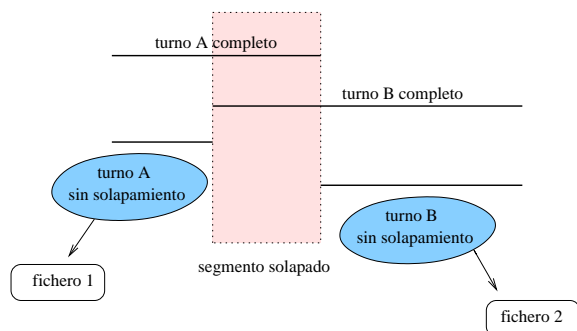 turno A completo
turno B completo
turno A
sin solapamiento
turno B
sin solapamiento
segmento solapado
fichero 1
fichero 2